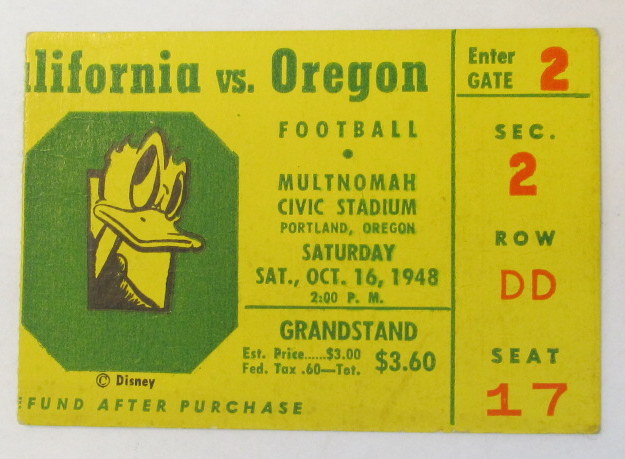 lifornia vs. Oregon
FOOTBALL
•
MULTNOMAH
CIVIC STADIUM
PORTLAND, OREGON
SATURDAY
SAT., OCT. 16, 1948
2:00 P. M.
GRANDSTAND
Est. Price......$3.00
Fed. Tax .60—Tot. $3.60
© Disney
EFUND AFTER PURCHASE
Enter
GATE 2
SEC.
2
ROW
DD
SEAT
17